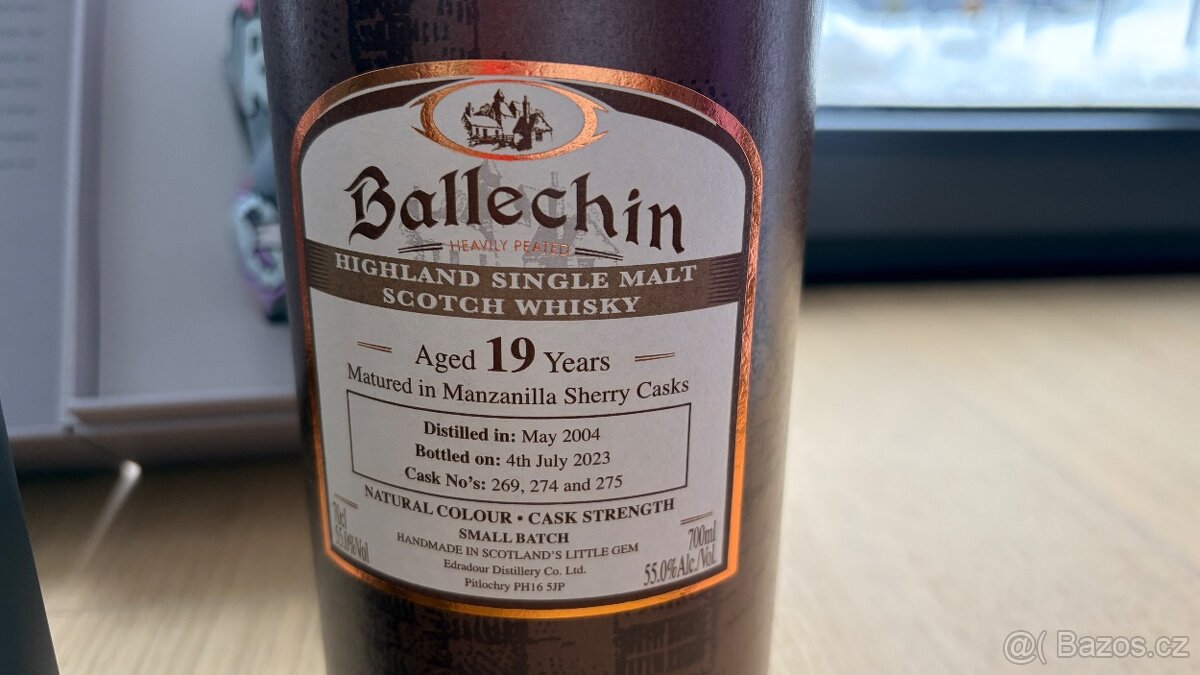 Ballechin
HEAVILY PEATED
HIGHLAND SINGLE MALT
SCOTCH WHISKY
Aged 19 Years
Matured in Manzanilla Sherry Casks
Distilled in: May 2004
Bottled on: 4th July 2023
Cask No's: 269, 274 and 275
NATURAL COLOUR • CASK STRENGTH
SMALL BATCH
HANDMADE IN SCOTLAND'S LITTLE GEM
Edradour Distillery Co. Ltd.
Pitlochry PH16 5JP
70cl
55.0%Vol
700ml
55.0%Alc./Vol.
@( Bazos.cz